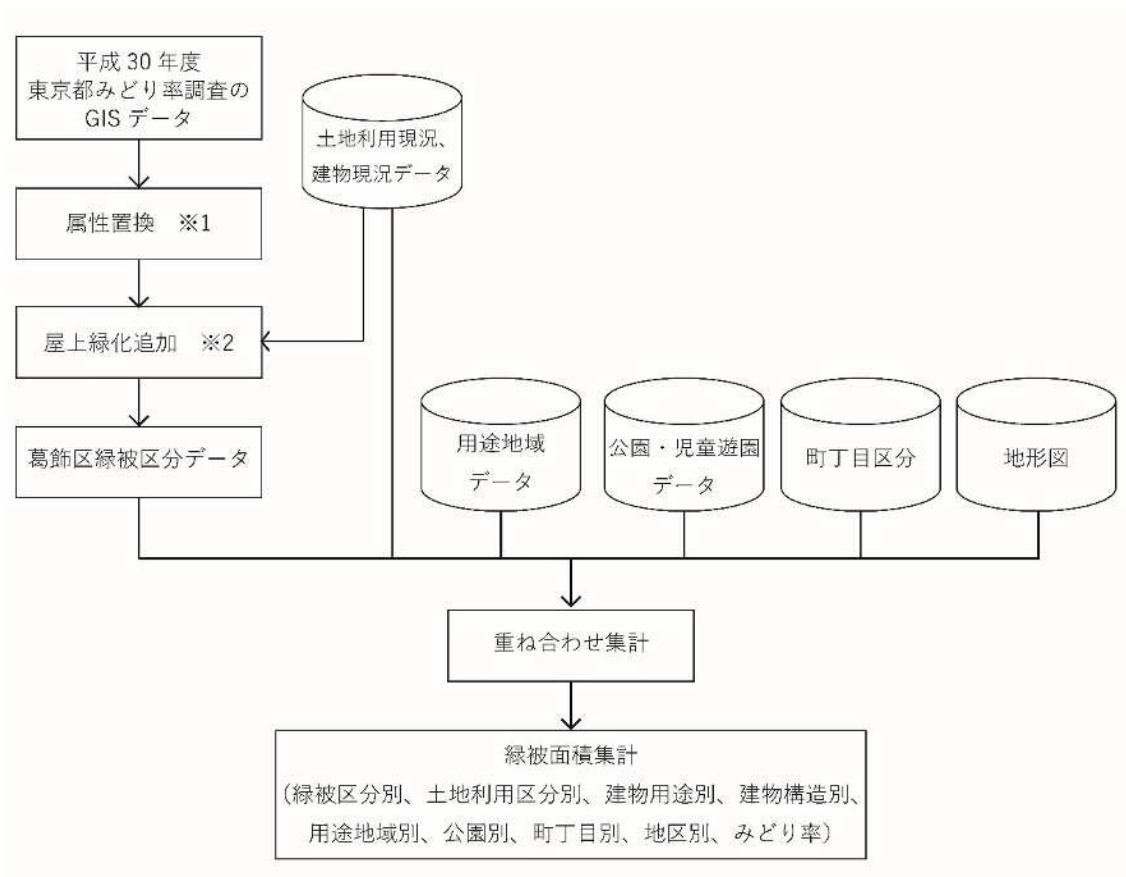 平成 30 年度
東京都みどり率調査の
GIS データ
土地利用現況、
建物現況データ
属性置換　※1
屋上緑化追加　※2
葛飾区緑被区分データ
用途地域
データ
公園・児童遊園
データ
町丁目区分
地形図
重ね合わせ集計
緑被面積集計
（緑被区分別、土地利用区分別、建物用途別、建物構造別、
用途地域別、公園別、町丁目別、地区別、みどり率）